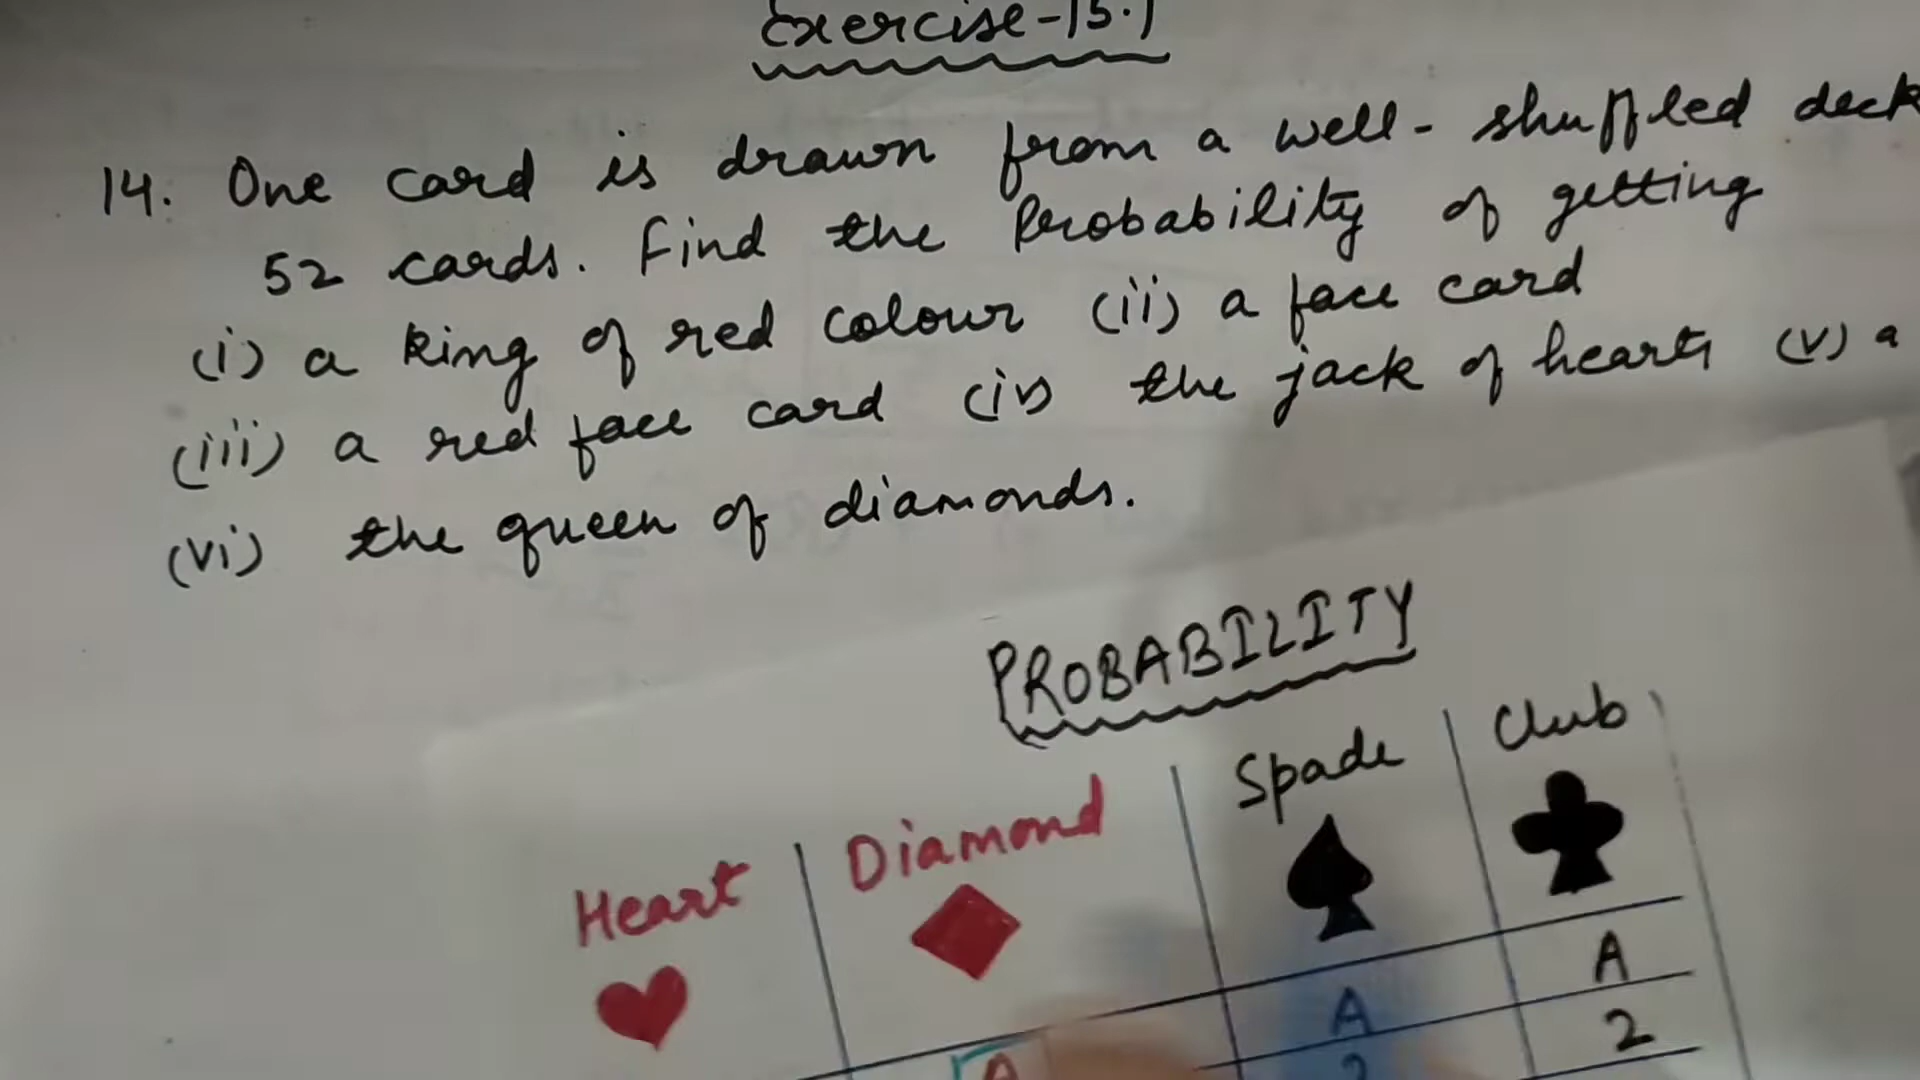 Exercise-15.1
14. One card is drawn from a well-shuffled deck
52 cards. Find the Probability of getting
(i) a king of red colour (ii) a face card
(iii) a red face card (iv) the jack of hearts (v) a
(vi) the queen of diamonds.
PROBABILITY
Heart Diamond Spade Club
A A A
2 2